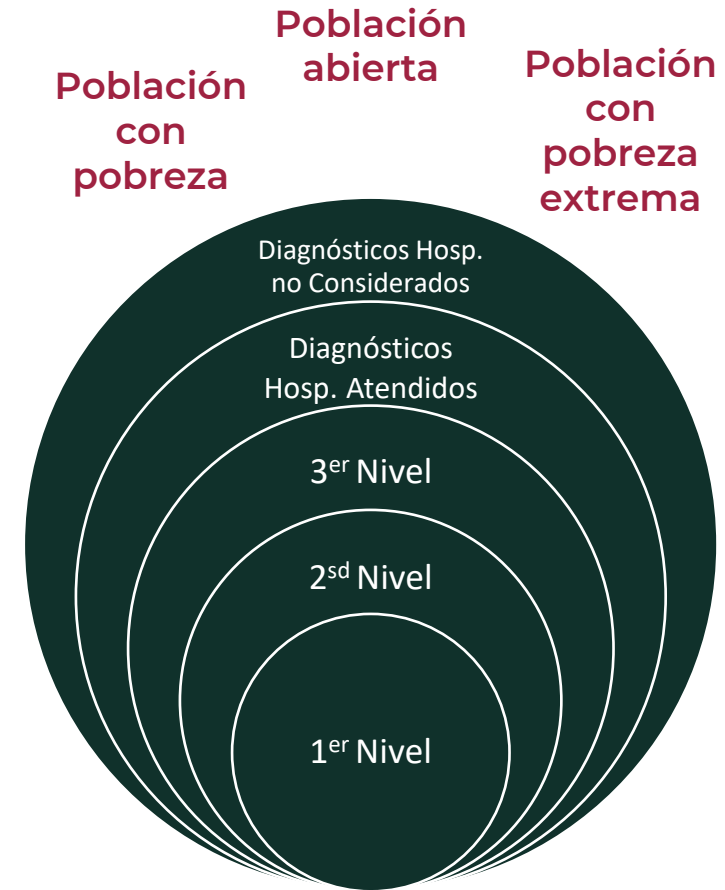 Población
abierta
Población
con
pobreza
Población
con
pobreza
extrema
Diagnósticos Hosp.
no Considerados
Diagnósticos
Hosp. Atendidos
3er Nivel
2sd Nivel
1er Nivel